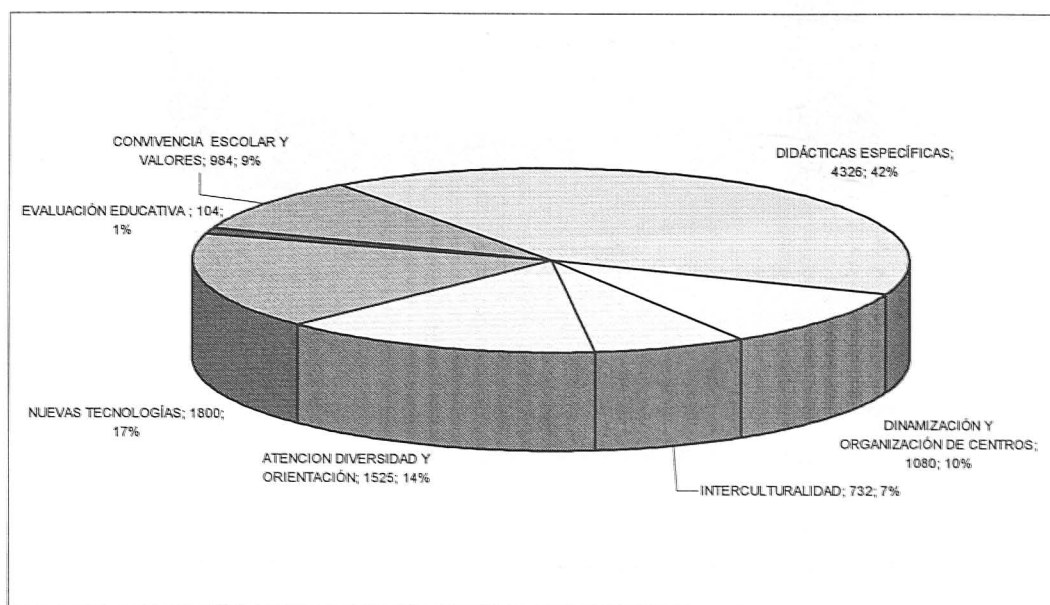 CONVIVENCIA ESCOLAR Y
VALORES; 984; 9%
DIDÁCTICAS ESPECÍFICAS;
4326; 42%
EVALUACIÓN EDUCATIVA ; 104;
1%
NUEVAS TECNOLOGÍAS; 1800;
17%
ATENCION DIVERSIDAD Y
ORIENTACIÓN; 1525; 14%
INTERCULTURALIDAD; 732; 7%
DINAMIZACIÓN Y
ORGANIZACIÓN DE CENTROS;
1080; 10%